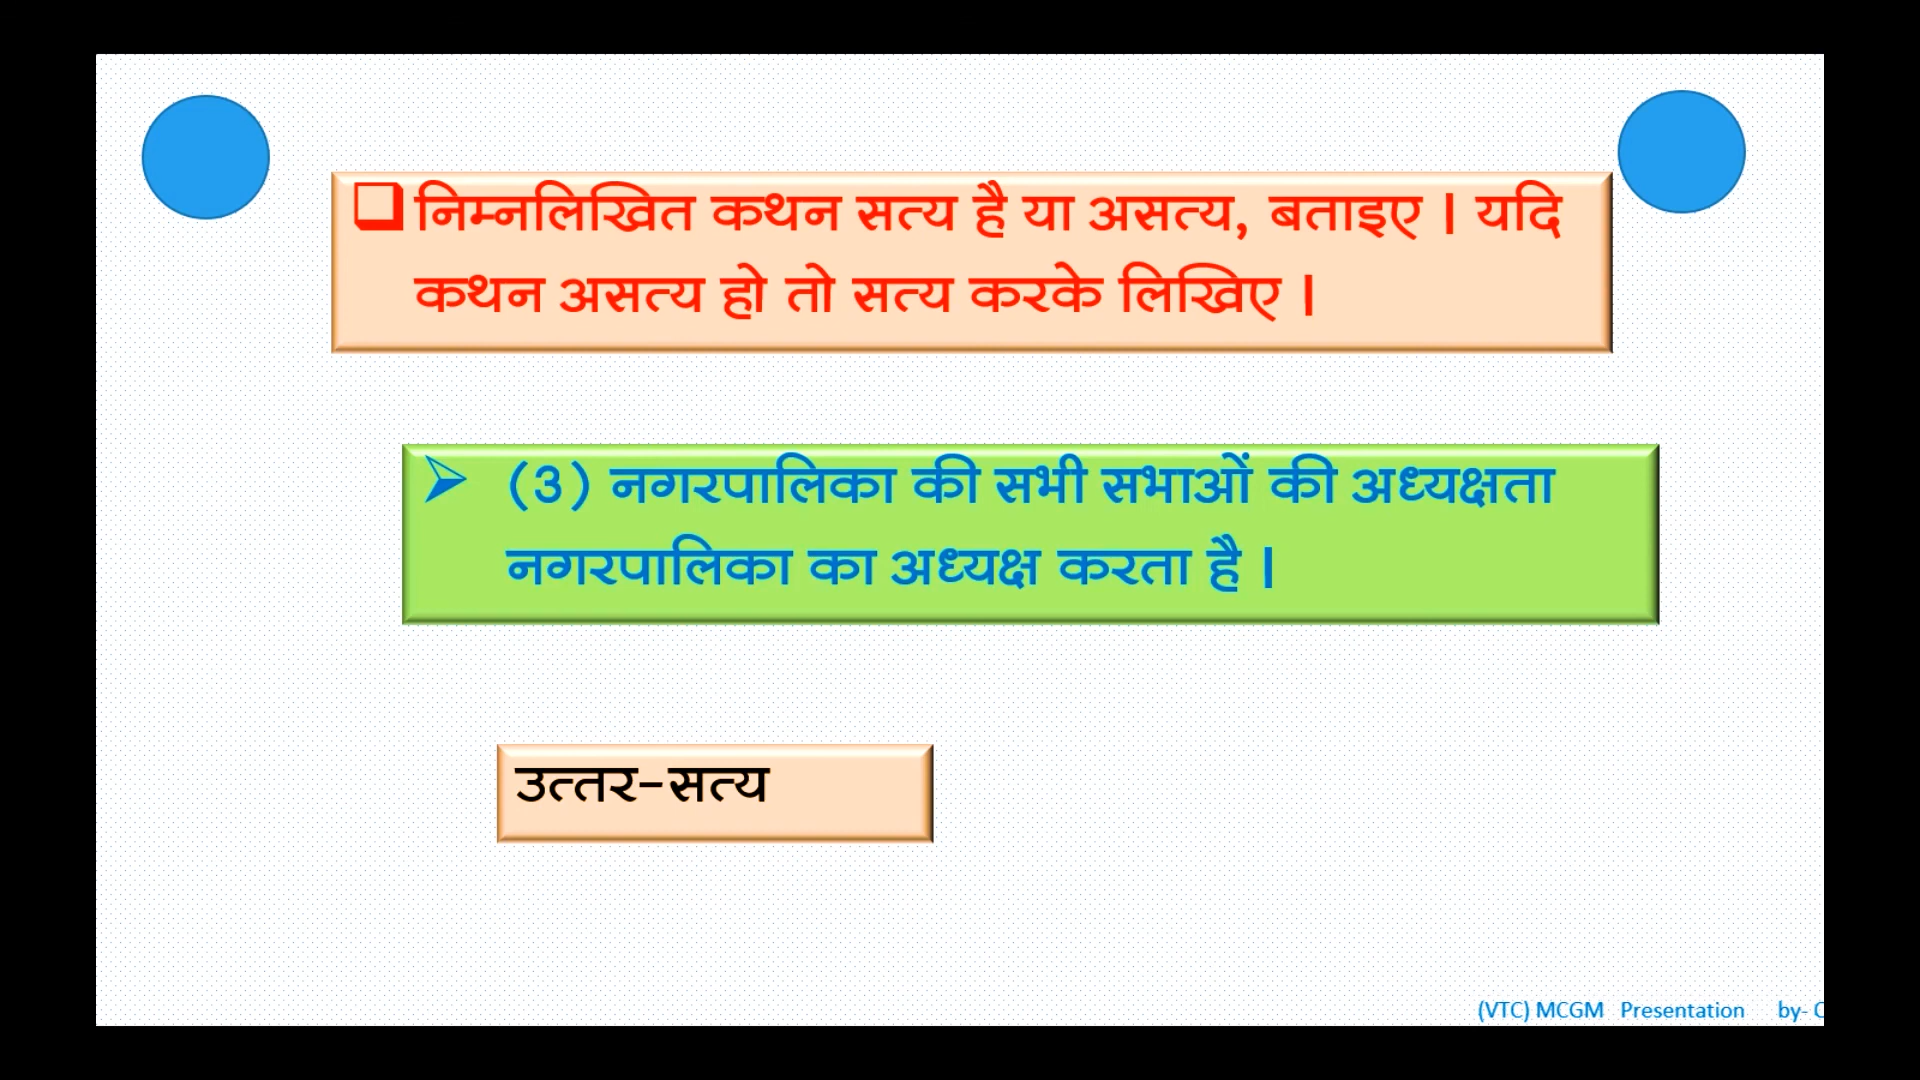 निम्नलिखित कथन सत्य है या असत्य, बताइए । यदि
कथन असत्य हो तो सत्य करके लिखिए ।
(3) नगरपालिका की सभी सभाओं की अध्यक्षता
नगरपालिका का अध्यक्ष करता है ।
उत्तर-सत्य
(VTC) MCGM Presentation by-